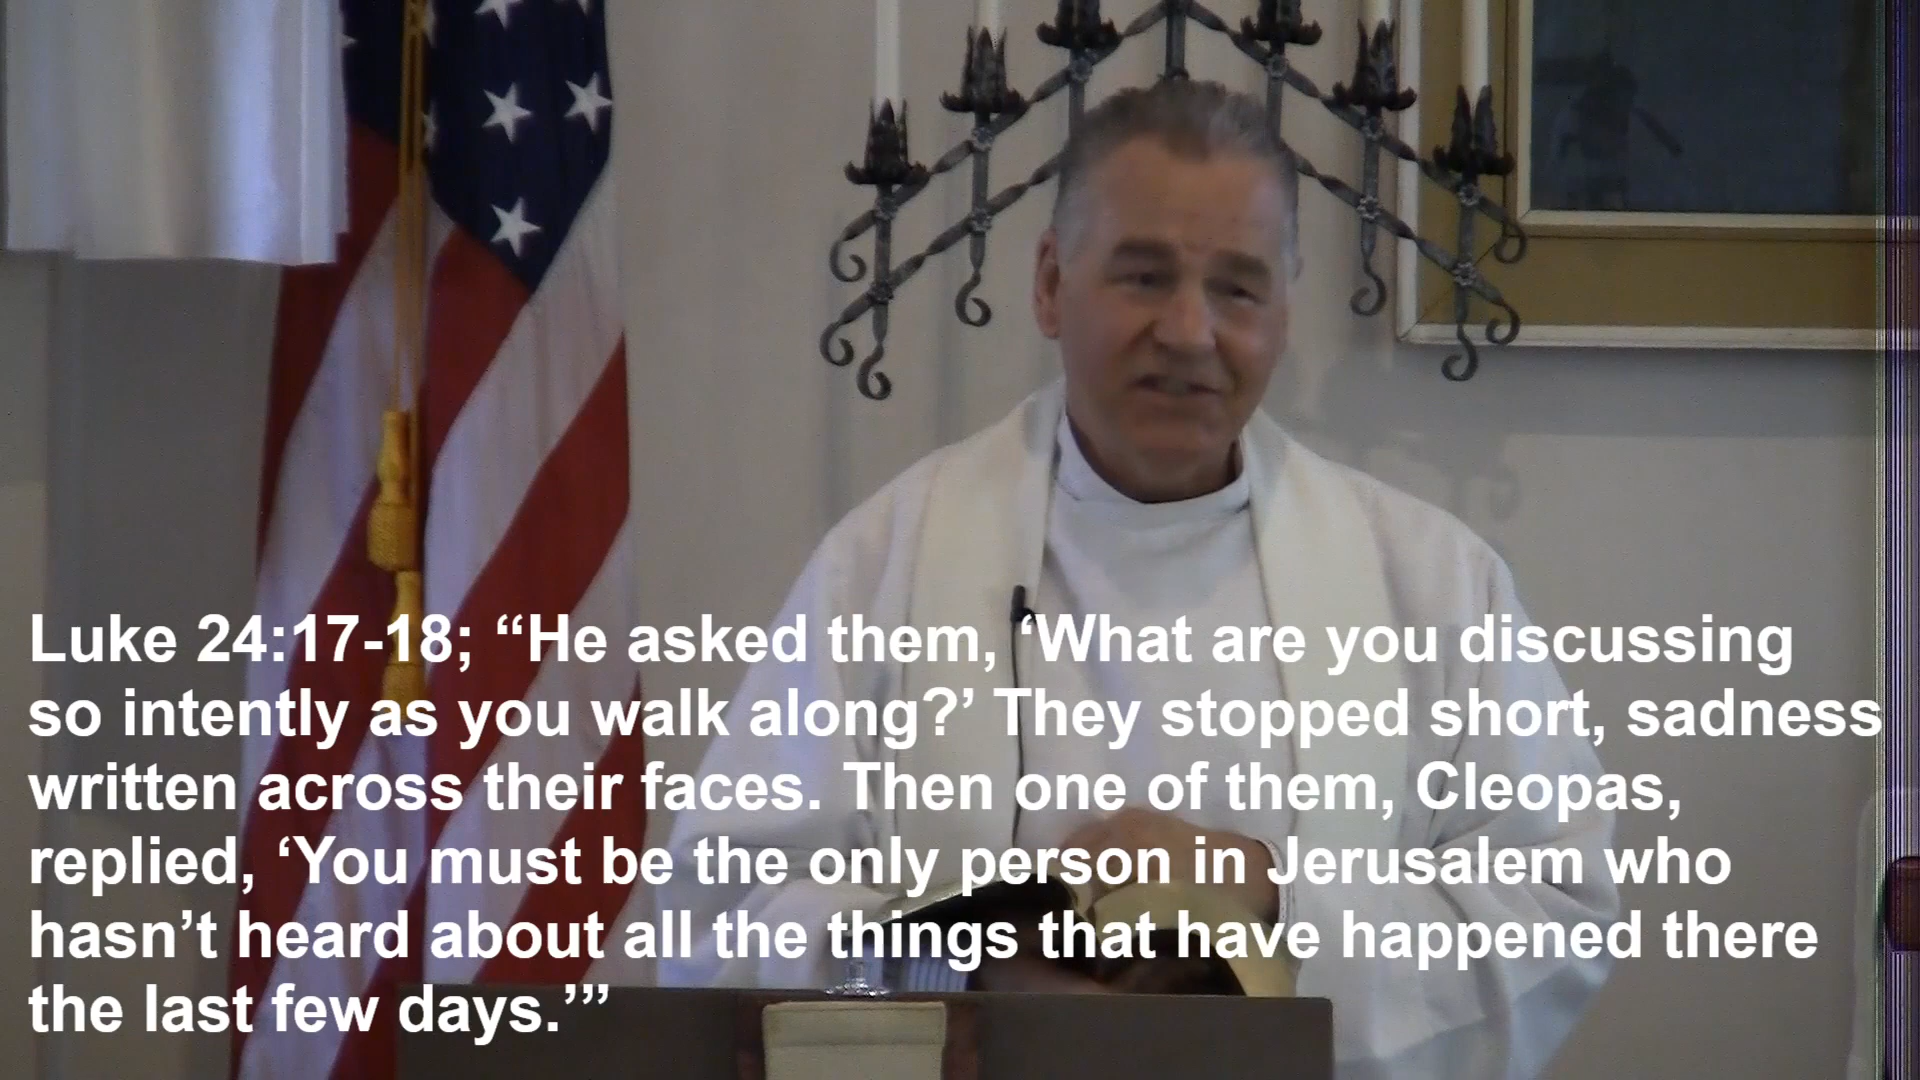 Luke 24:17-18; “He asked them, ‘What are you discussing
so intently as you walk along?’ They stopped short, sadness
written across their faces. Then one of them, Cleopas,
replied, ‘You must be the only person in Jerusalem who
hasn’t heard about all the things that have happened there
the last few days.’”